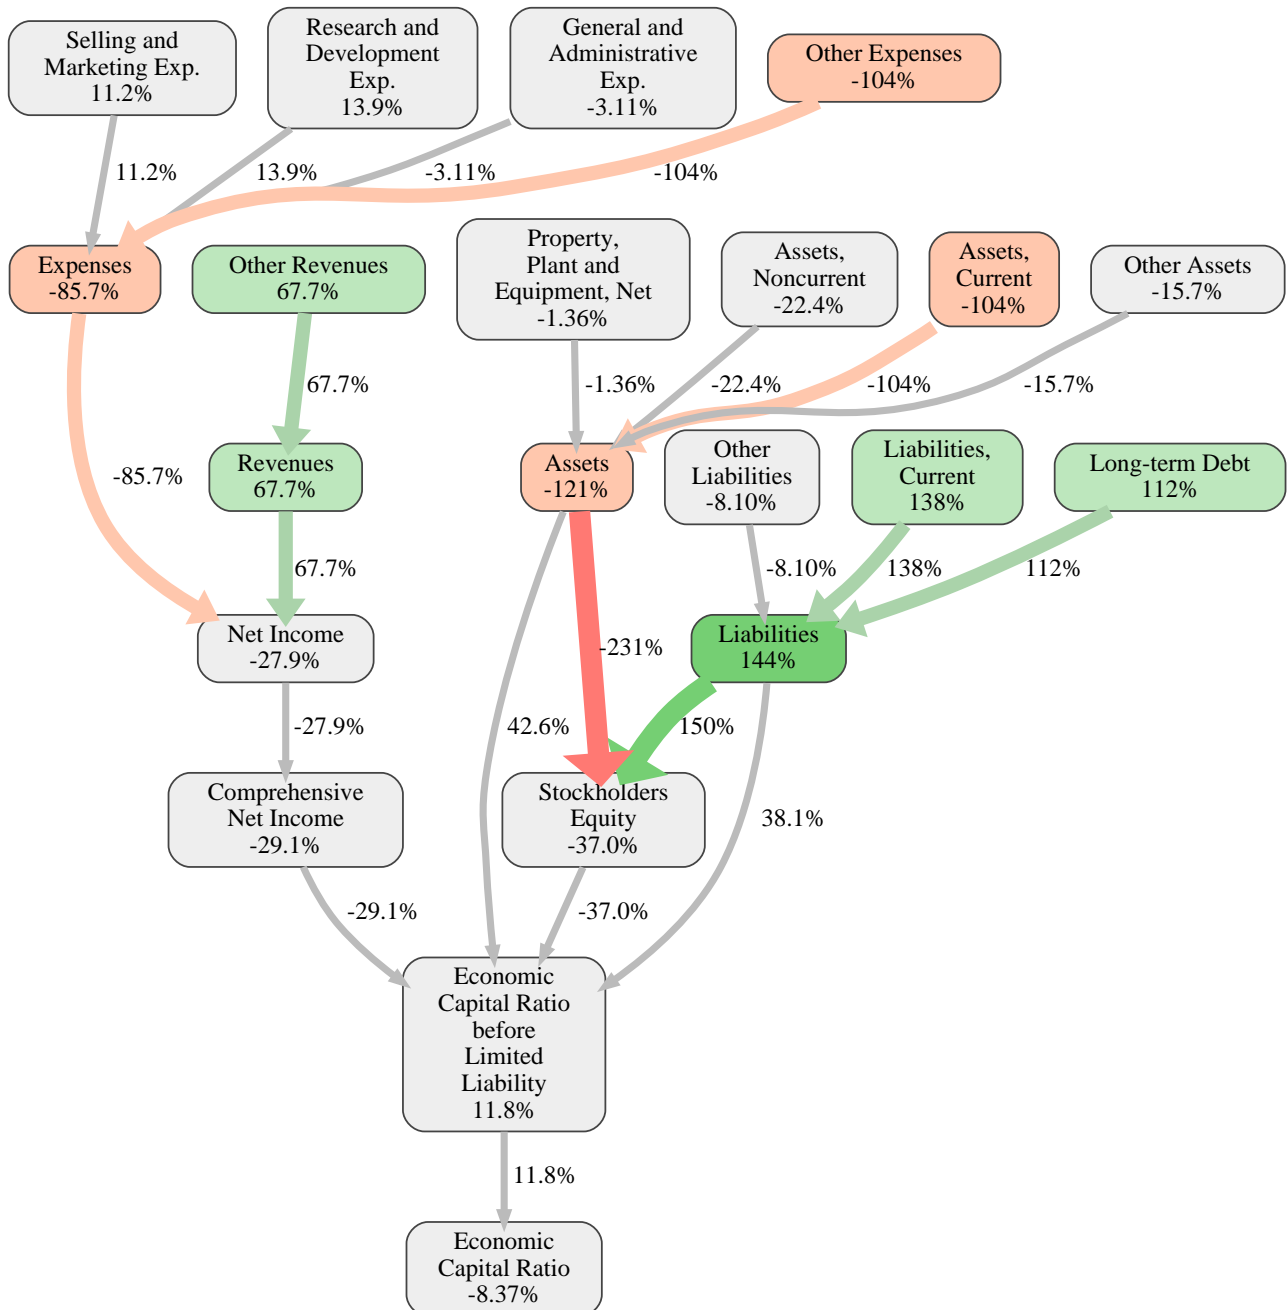 Selling and
Marketing Exp.
11.2%
Research and
Development
Exp.
13.9%
General and
Administrative
Exp.
-3.11%
Other Expenses
-104%
11.2%
13.9%
-3.11%
-104%
Expenses
-85.7%
Other Revenues
67.7%
Property,
Plant and
Equipment, Net
-1.36%
Assets,
Noncurrent
-22.4%
Assets,
Current
-104%
Other Assets
-15.7%
67.7%
-1.36%
-22.4%
-104%
-15.7%
-85.7%
Revenues
67.7%
Assets
-121%
Other
Liabilities
-8.10%
Liabilities,
Current
138%
Long-term Debt
112%
67.7%
-8.10%
138%
112%
Net Income
-27.9%
-231%
Liabilities
144%
-27.9%
42.6%
150%
38.1%
Comprehensive
Net Income
-29.1%
Stockholders
Equity
-37.0%
-29.1%
-37.0%
Economic
Capital Ratio
before
Limited
Liability
11.8%
11.8%
Economic
Capital Ratio
-8.37%